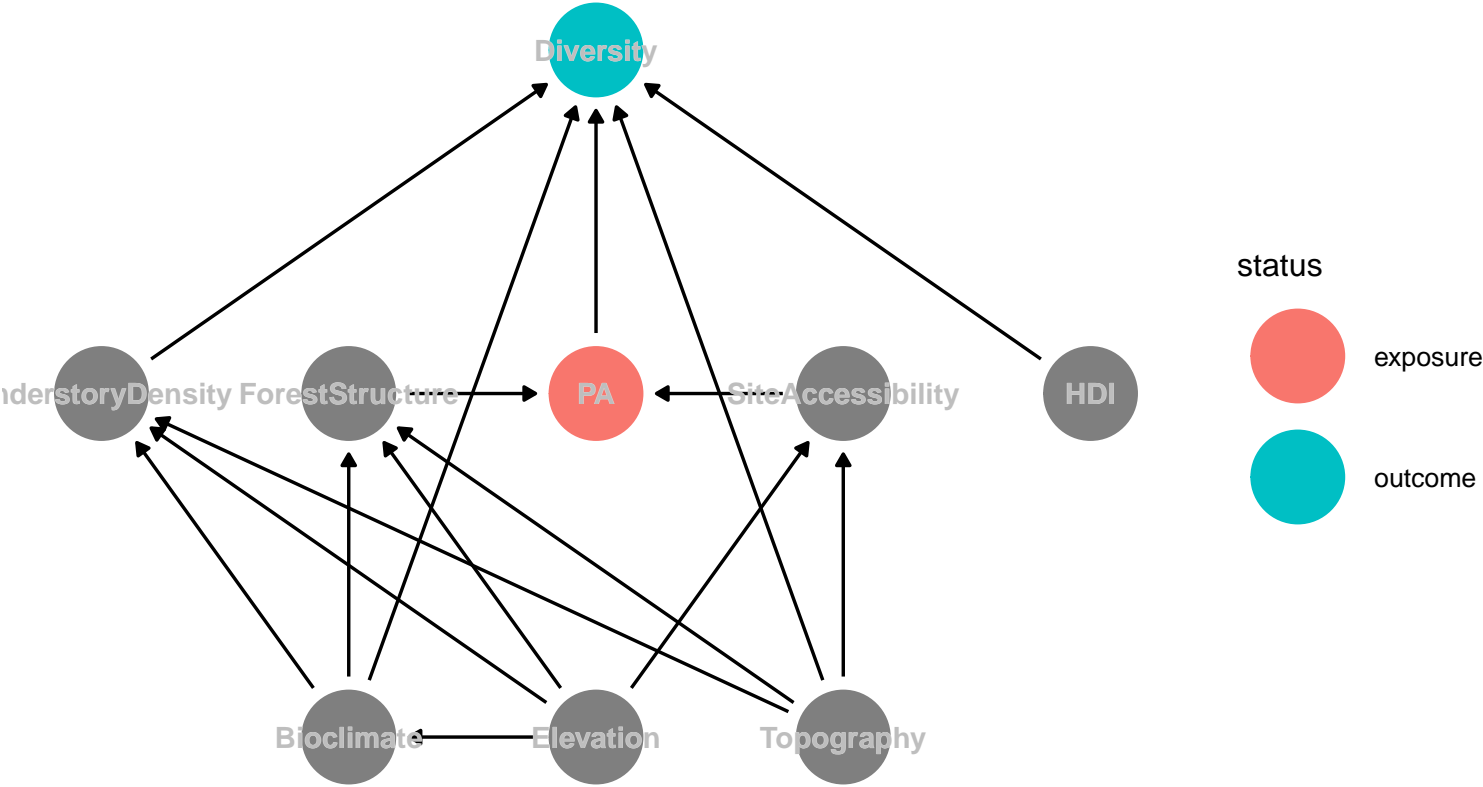 Diversity
nderstoryDensity
ForestStructure
PA
SiteAccessibility
HDI
Bioclimate
Elevation
Topography
status
exposure
outcome